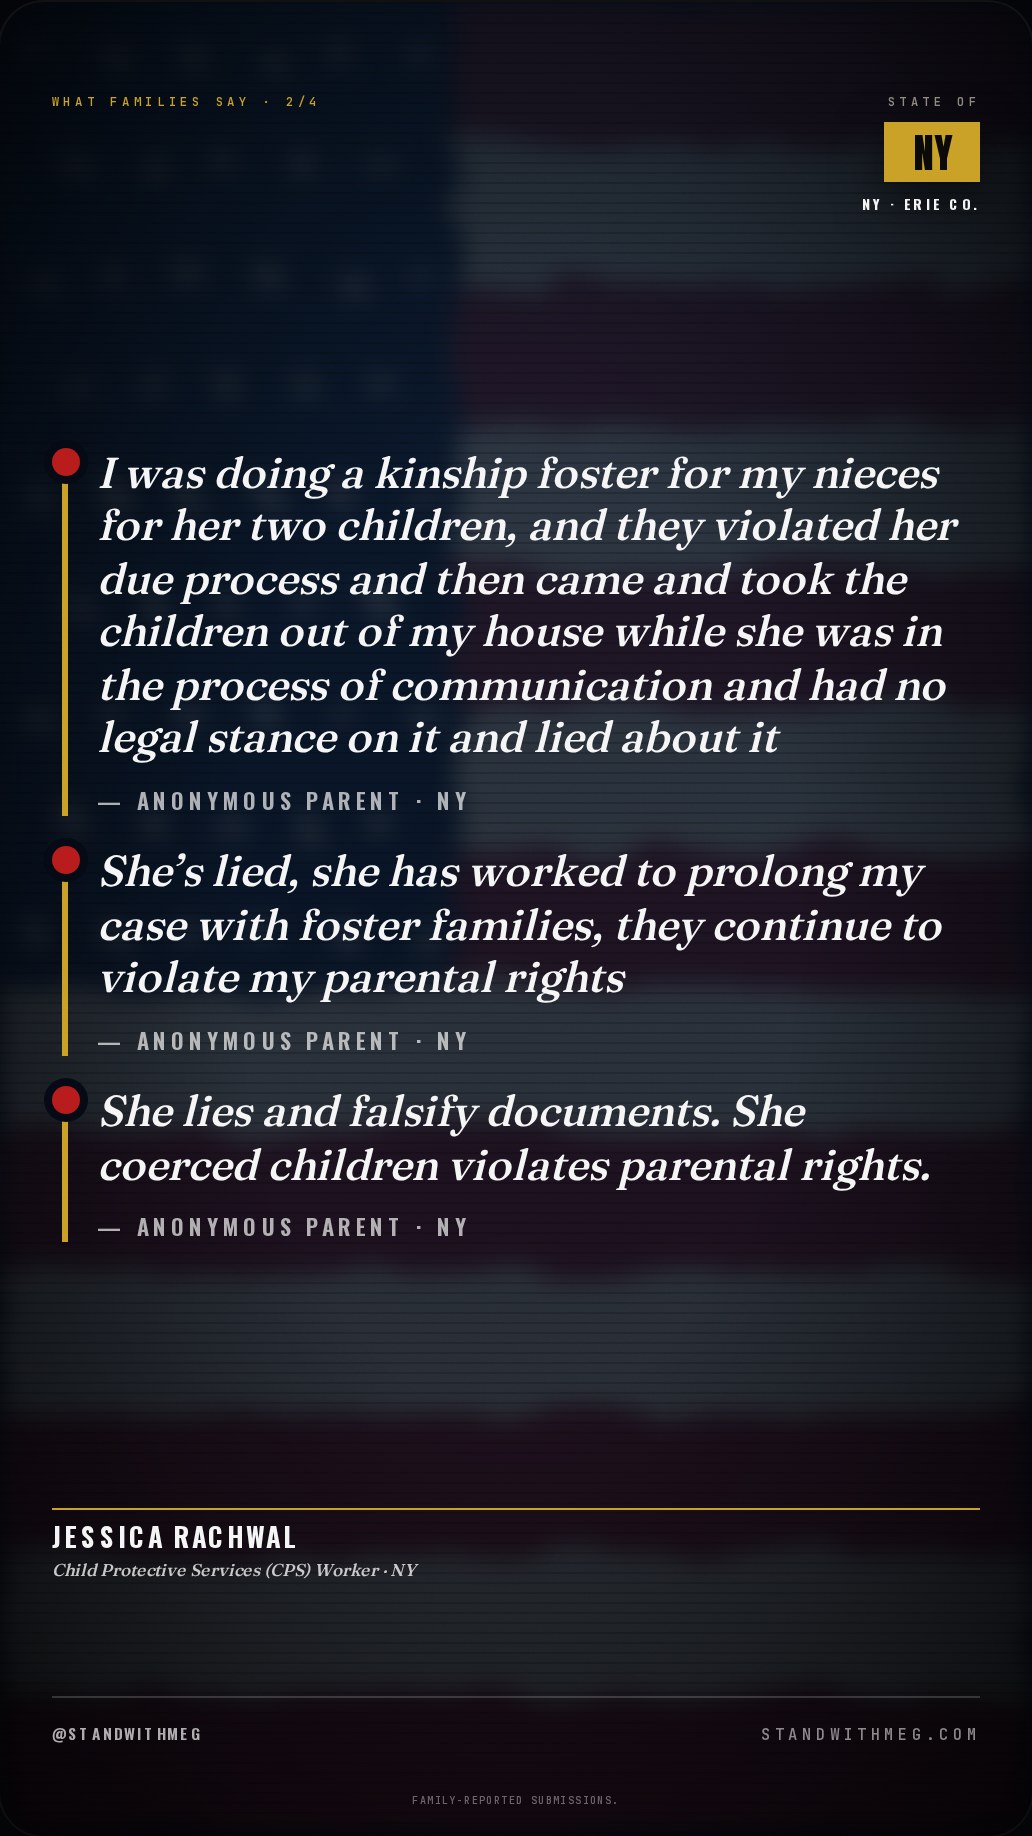 WHAT FAMILIES SAY · 2/4
STATE OF
NY
NY · ERIE CO.
I was doing a kinship foster for my nieces
for her two children, and they violated her
due process and then came and took the
children out of my house while she was in
the process of communication and had no
legal stance on it and lied about it
— ANONYMOUS PARENT · NY
She’s lied, she has worked to prolong my
case with foster families, they continue to
violate my parental rights
— ANONYMOUS PARENT · NY
She lies and falsify documents. She
coerced children violates parental rights.
— ANONYMOUS PARENT · NY
JESSICA RACHWAL
Child Protective Services (CPS) Worker · NY
@STANDWITHMEG
STANDWITHMEG.COM
FAMILY-REPORTED SUBMISSIONS.